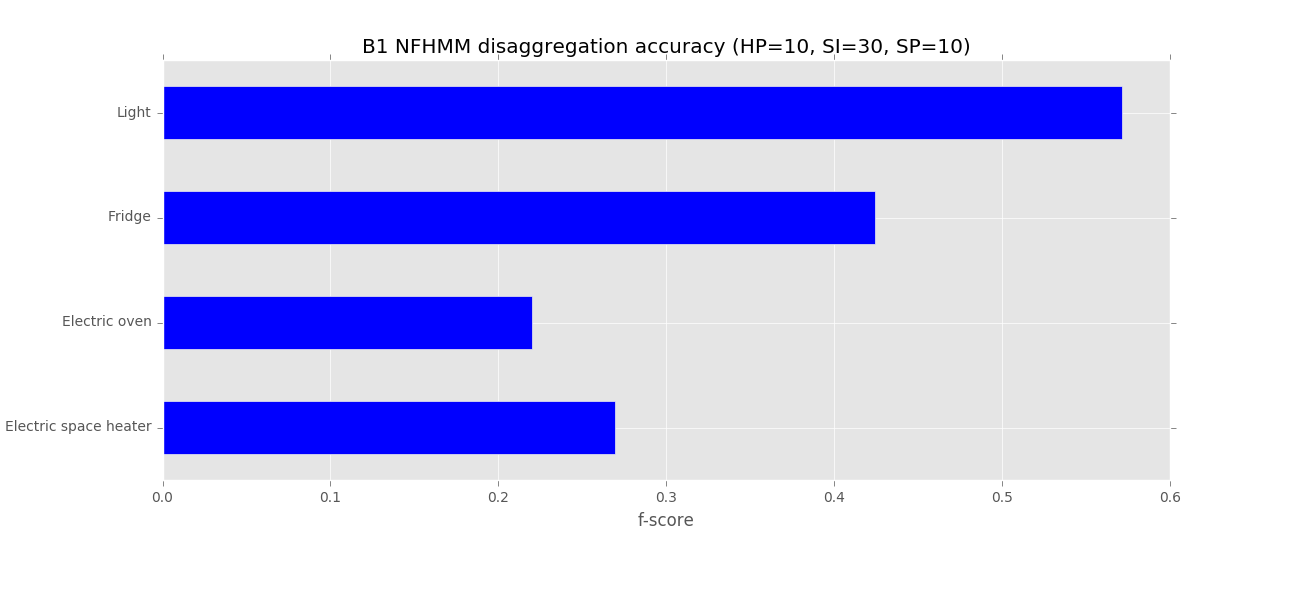 B1 NFHMM disaggregation accuracy (HP=10, SI=30, SP=10)
Light
Fridge
Electric oven
Electric space heater
0.0 0.1 0.2 0.3 0.4 0.5 0.6
f-score